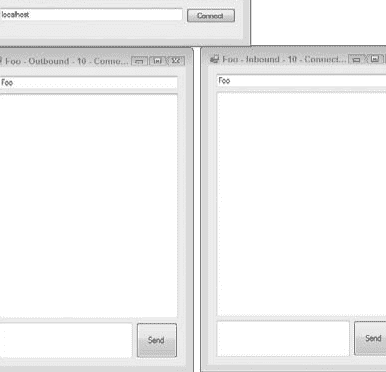 localhost Connect
Foo - Outbound - 10 - Conne...
Foo
Send
Foo - Inbound - 10 - Connect...
Foo
Send